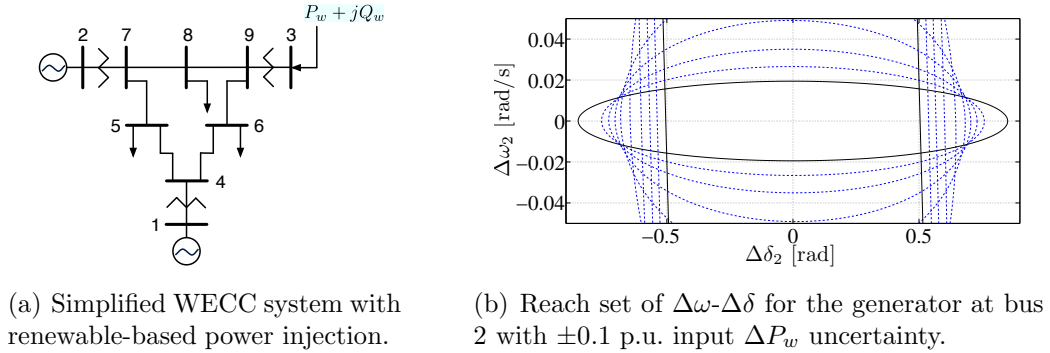 P_w + jQ_w
2 7 8 9 3
5 6
4
1
Δω₂ [rad/s]
0.04
0.02
0
−0.02
−0.04
−0.5 0 0.5
Δδ₂ [rad]
(a) Simplified WECC system with
renewable-based power injection.
(b) Reach set of Δω-Δδ for the generator at bus
2 with ±0.1 p.u. input ΔP_w uncertainty.